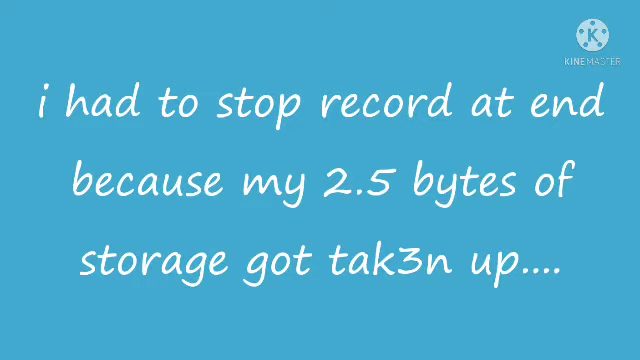 KINEMASTER
i had to stop record at end
because my 2.5 bytes of
storage got tak3n up....